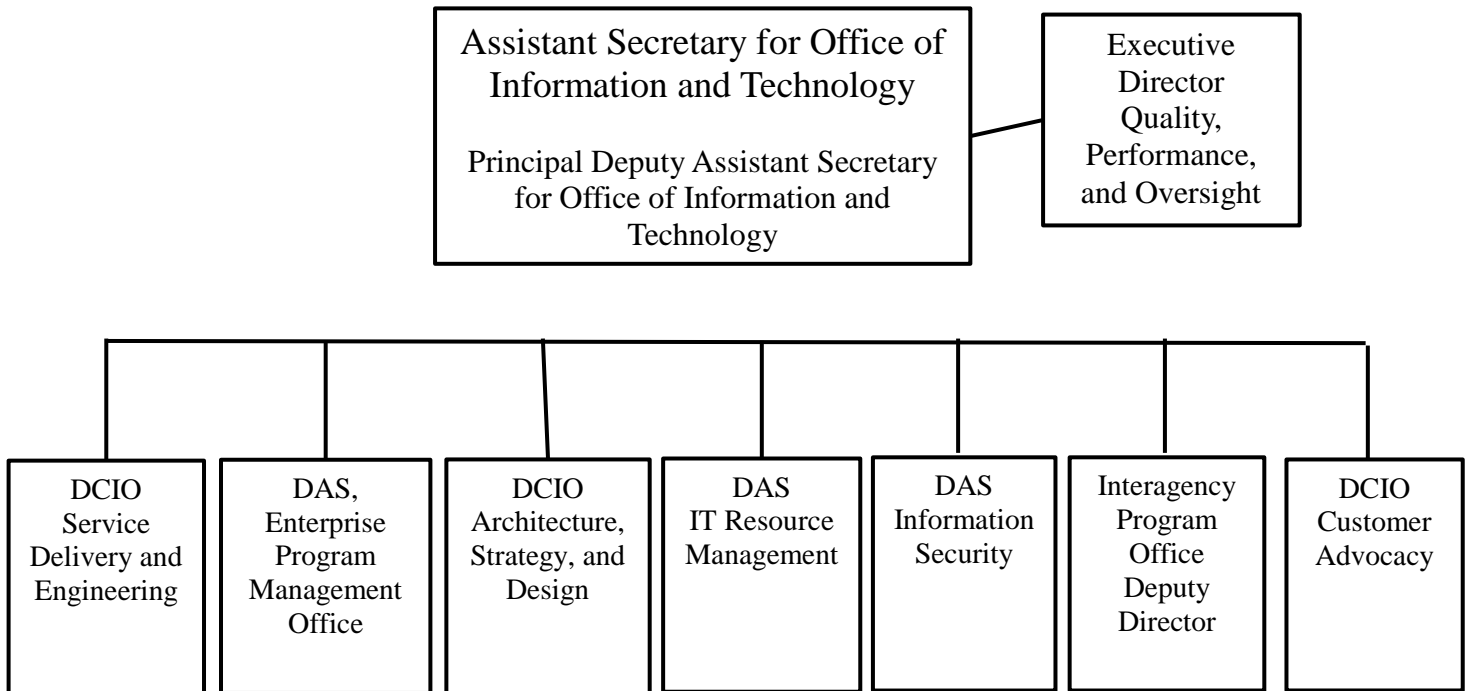 Assistant Secretary for Office of
Information and Technology
Principal Deputy Assistant Secretary
for Office of Information and
Technology
Executive
Director
Quality,
Performance,
and Oversight
DCIO
Service
Delivery and
Engineering
DAS,
Enterprise
Program
Management
Office
DCIO
Architecture,
Strategy, and
Design
DAS
IT Resource
Management
DAS
Information
Security
Interagency
Program
Office
Deputy
Director
DCIO
Customer
Advocacy